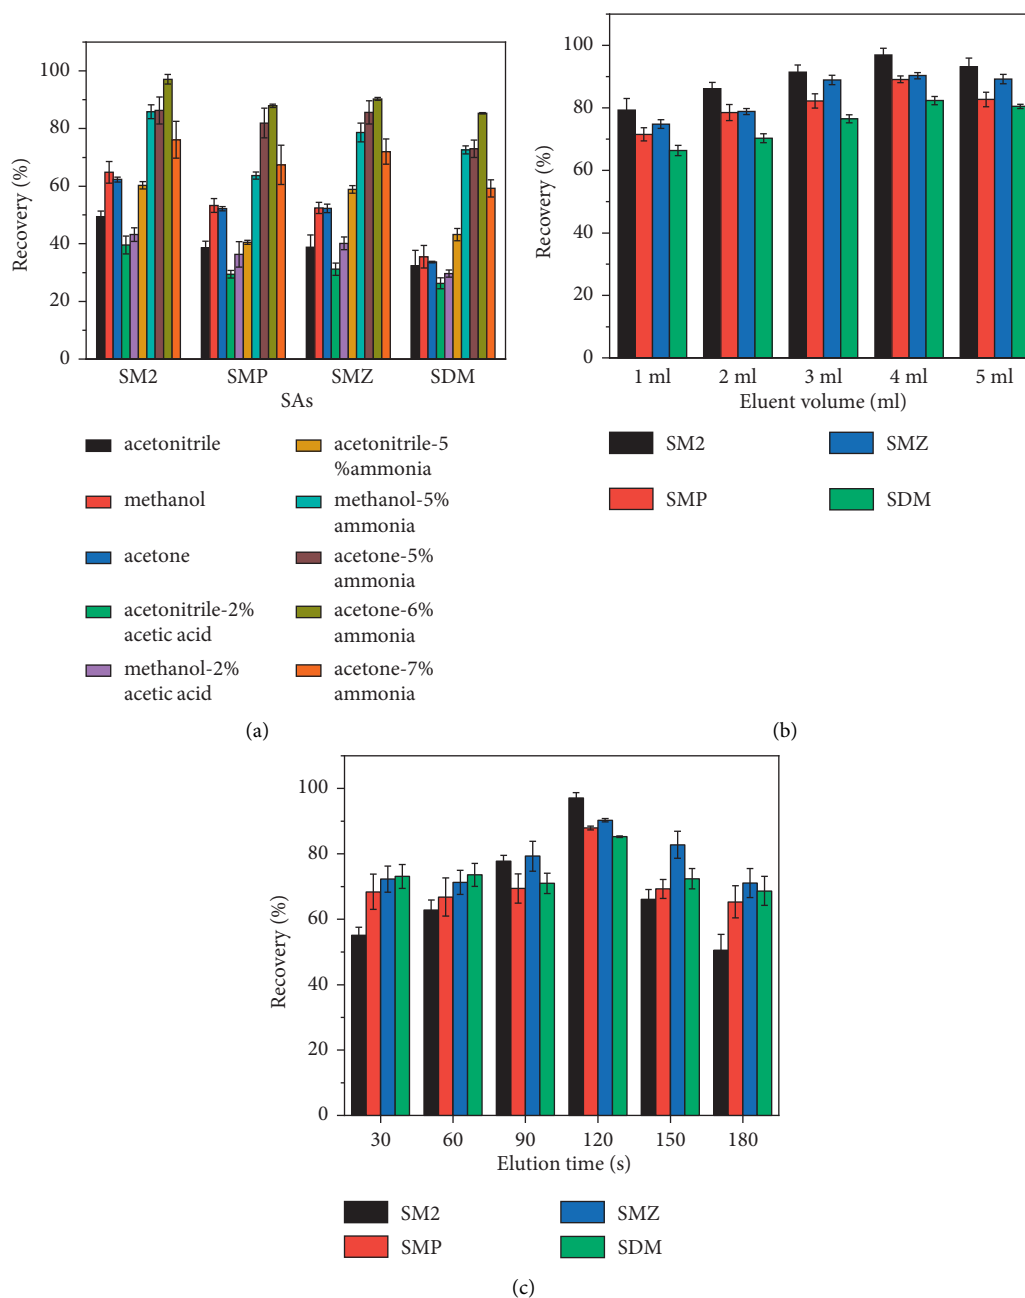 100
80
60
40
20
0
Recovery (%)
SM2 SMP SMZ SDM
SAs
acetonitrile
methanol
acetone
acetonitrile-2%
acetic acid
methanol-2%
acetic acid
acetonitrile-5
%ammonia
methanol-5%
ammonia
acetone-5%
ammonia
acetone-6%
ammonia
acetone-7%
ammonia
(a)
100
80
60
40
20
0
Recovery (%)
1 ml 2 ml 3 ml 4 ml 5 ml
Eluent volume (ml)
SM2 SMZ
SMP SDM
(b)
100
80
60
40
20
0
Recovery (%)
30 60 90 120 150 180
Elution time (s)
SM2 SMZ
SMP SDM
(c)